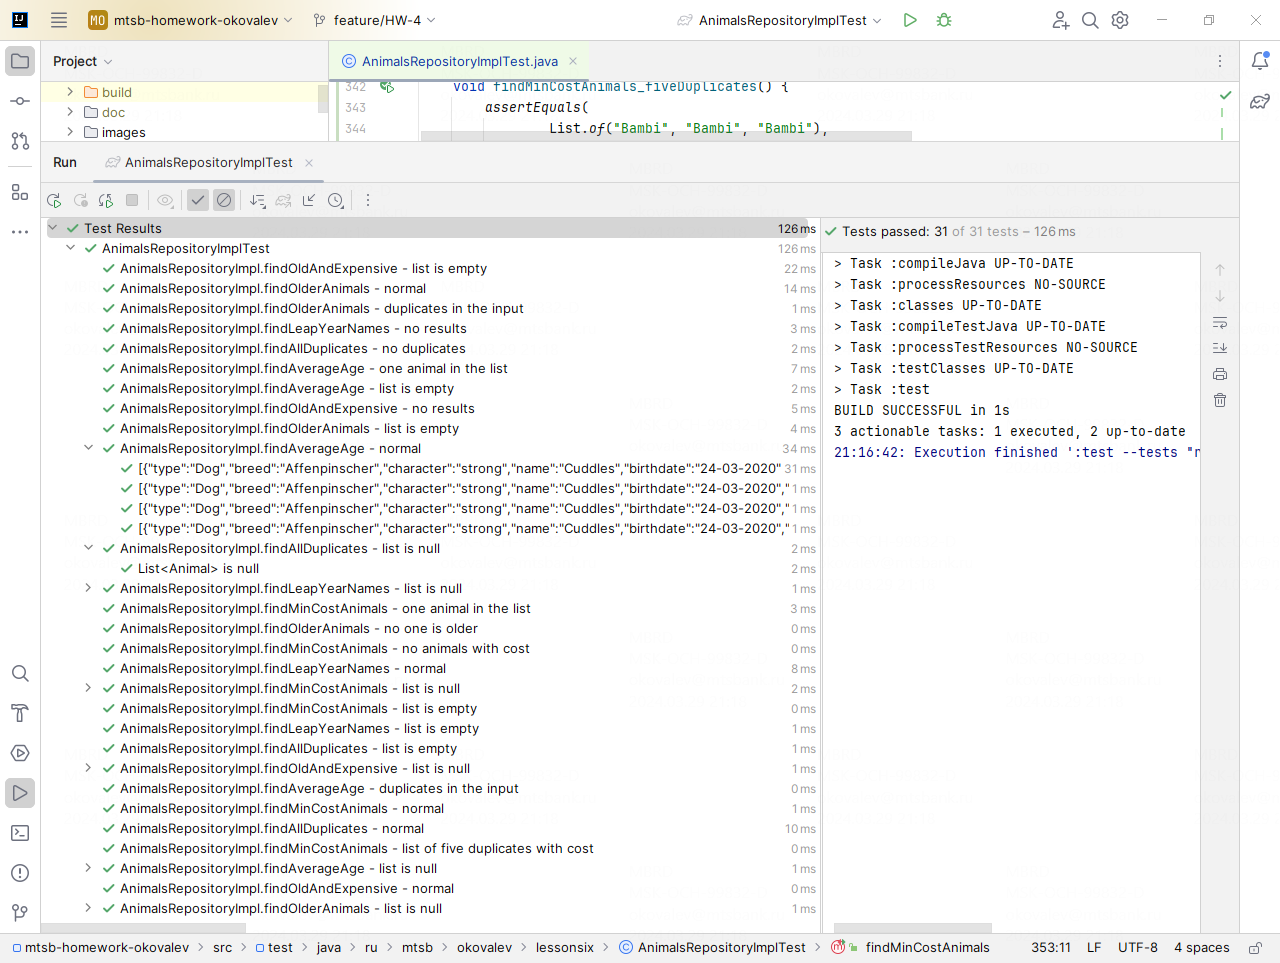 MO mtsb-homework-okovalev feature/HW-4 AnimalsRepositoryImplTest
Project AnimalsRepositoryImplTest.java
build
doc
images
342 void findMinCostAnimals_fiveDuplicates() {
343 assertEquals(
344 List.of("Bambi", "Bambi", "Bambi"),
Run AnimalsRepositoryImplTest
Test Results 126 ms
AnimalsRepositoryImplTest 126 ms
AnimalsRepositoryImpl.findOldAndExpensive - list is empty 22 ms
AnimalsRepositoryImpl.findOlderAnimals - normal 14 ms
AnimalsRepositoryImpl.findOlderAnimals - duplicates in the input 1 ms
AnimalsRepositoryImpl.findLeapYearNames - no results 3 ms
AnimalsRepositoryImpl.findAllDuplicates - no duplicates 2 ms
AnimalsRepositoryImpl.findAverageAge - one animal in the list 7 ms
AnimalsRepositoryImpl.findAverageAge - list is empty 2 ms
AnimalsRepositoryImpl.findOldAndExpensive - no results 5 ms
AnimalsRepositoryImpl.findOlderAnimals - list is empty 4 ms
AnimalsRepositoryImpl.findAverageAge - normal 34 ms
[{"type":"Dog","breed":"Affenpinscher","character":"strong","name":"Cuddles","birthdate":"24-03-2020" 31 ms
[{"type":"Dog","breed":"Affenpinscher","character":"strong","name":"Cuddles","birthdate":"24-03-2020"," 1 ms
[{"type":"Dog","breed":"Affenpinscher","character":"strong","name":"Cuddles","birthdate":"24-03-2020"," 1 ms
[{"type":"Dog","breed":"Affenpinscher","character":"strong","name":"Cuddles","birthdate":"24-03-2020"," 1 ms
AnimalsRepositoryImpl.findAllDuplicates - list is null 2 ms
List<Animal> is null 2 ms
AnimalsRepositoryImpl.findLeapYearNames - list is null 1 ms
AnimalsRepositoryImpl.findMinCostAnimals - one animal in the list 3 ms
AnimalsRepositoryImpl.findOlderAnimals - no one is older 0 ms
AnimalsRepositoryImpl.findMinCostAnimals - no animals with cost 0 ms
AnimalsRepositoryImpl.findLeapYearNames - normal 8 ms
AnimalsRepositoryImpl.findMinCostAnimals - list is null 2 ms
AnimalsRepositoryImpl.findMinCostAnimals - list is empty 0 ms
AnimalsRepositoryImpl.findLeapYearNames - list is empty 1 ms
AnimalsRepositoryImpl.findAllDuplicates - list is empty 1 ms
AnimalsRepositoryImpl.findOldAndExpensive - list is null 1 ms
AnimalsRepositoryImpl.findAverageAge - duplicates in the input 0 ms
AnimalsRepositoryImpl.findMinCostAnimals - normal 1 ms
AnimalsRepositoryImpl.findAllDuplicates - normal 10 ms
AnimalsRepositoryImpl.findMinCostAnimals - list of five duplicates with cost 0 ms
AnimalsRepositoryImpl.findAverageAge - list is null 1 ms
AnimalsRepositoryImpl.findOldAndExpensive - normal 0 ms
AnimalsRepositoryImpl.findOlderAnimals - list is null 1 ms
Tests passed: 31 of 31 tests – 126 ms
> Task :compileJava UP-TO-DATE
> Task :processResources NO-SOURCE
> Task :classes UP-TO-DATE
> Task :compileTestJava UP-TO-DATE
> Task :processTestResources NO-SOURCE
> Task :testClasses UP-TO-DATE
> Task :test
BUILD SUCCESSFUL in 1s
3 actionable tasks: 1 executed, 2 up-to-date
21:16:42: Execution finished ':test --tests "r
mtsb-homework-okovalev > src > test > java > ru > mtsb > okovalev > lessonsix > AnimalsRepositoryImplTest > findMinCostAnimals 353:11 LF UTF-8 4 spaces